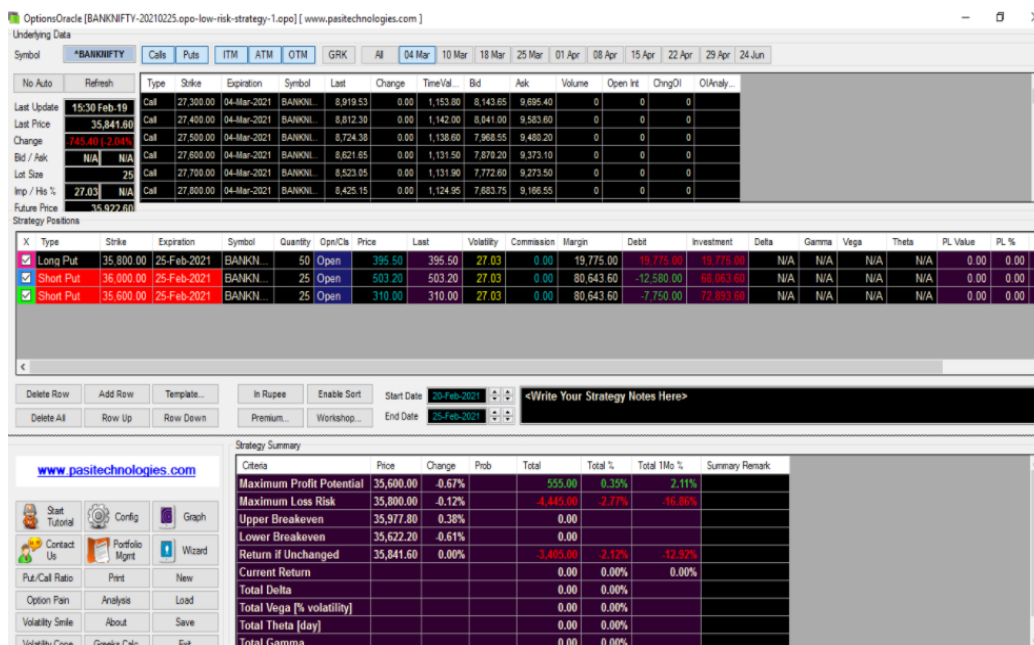 OptionsOracle [BANKNIFTY-20210225.opo-low-risk-strategy-1.opo] [ www.pasitechnologies.com ]
Underlying Data
Symbol *BANKNIFTY Calls Puts ITM ATM OTM GRK All 04 Mar 10 Mar 18 Mar 25 Mar 01 Apr 08 Apr 15 Apr 22 Apr 29 Apr 24 Jun
No Auto Refresh Type Strike Expiration Symbol Last Change TimeVal... Bid Ask Volume Open Int ChngOI OIAnaly...
Last Update 15:30 Feb-19 Call 27,300.00 04-Mar-2021 BANKNI... 8,919.53 0.00 1,153.80 8,143.65 9,695.40 0 0 0
Last Price 35,841.60 Call 27,400.00 04-Mar-2021 BANKNI... 8,812.30 0.00 1,142.00 8,041.00 9,583.60 0 0 0
Change -745.40 [-2.04% Call 27,500.00 04-Mar-2021 BANKNI... 8,724.38 0.00 1,138.60 7,968.55 9,480.20 0 0 0
Bid / Ask N/A N/A Call 27,600.00 04-Mar-2021 BANKNI... 8,621.65 0.00 1,131.50 7,870.20 9,373.10 0 0 0
Lot Size 25 Call 27,700.00 04-Mar-2021 BANKNI... 8,523.05 0.00 1,131.90 7,772.60 9,273.50 0 0 0
Imp / His % 27.03 N/A Call 27,800.00 04-Mar-2021 BANKNI... 8,425.15 0.00 1,124.95 7,683.75 9,166.55 0 0 0
Future Price 35,922.60
Strategy Positions
X Type Strike Expiration Symbol Quantity Opn/Cls Price Last Volatility Commission Margin Debit Investment Delta Gamma Vega Theta PL Value PL %
Long Put 35,800.00 25-Feb-2021 BANKN... 50 Open 395.50 395.50 27.03 0.00 19,775.00 19,775.00 19,775.00 N/A N/A N/A N/A 0.00 0.00
Short Put 36,000.00 25-Feb-2021 BANKN... 25 Open 503.20 503.20 27.03 0.00 80,643.60 -12,580.00 68,063.60 N/A N/A N/A N/A 0.00 0.00
Short Put 35,600.00 25-Feb-2021 BANKN... 25 Open 310.00 310.00 27.03 0.00 80,643.60 -7,750.00 72,893.60 N/A N/A N/A N/A 0.00 0.00
Delete Row Add Row Template... In Rupee Enable Sort Start Date 20-Feb-2021 <Write Your Strategy Notes Here>
Delete All Row Up Row Down Premium... Workshop... End Date 25-Feb-2021
Strategy Summary
www.pasitechnologies.com Criteria Price Change Prob Total Total % Total 1Mo % Summary Remark
Maximum Profit Potential 35,600.00 -0.67% 555.00 0.35% 2.11%
Maximum Loss Risk 35,800.00 -0.12% -4,445.00 -2.77% -16.86%
Start Tutorial Config Graph Upper Breakeven 35,977.80 0.38% 0.00
Lower Breakeven 35,622.20 -0.61% 0.00
Contact Us Portfolio Mgmt Wizard Return if Unchanged 35,841.60 0.00% -3,405.00 -2.12% -12.92%
Put/Call Ratio Print New Current Return 0.00 0.00% 0.00%
Total Delta 0.00 0.00%
Option Pain Analysis Load Total Vega [% volatility] 0.00 0.00%
Volatility Smile About Save Total Theta [day] 0.00 0.00%
Volatility Cone Greeks Calc Exit Total Gamma 0.00 0.00%